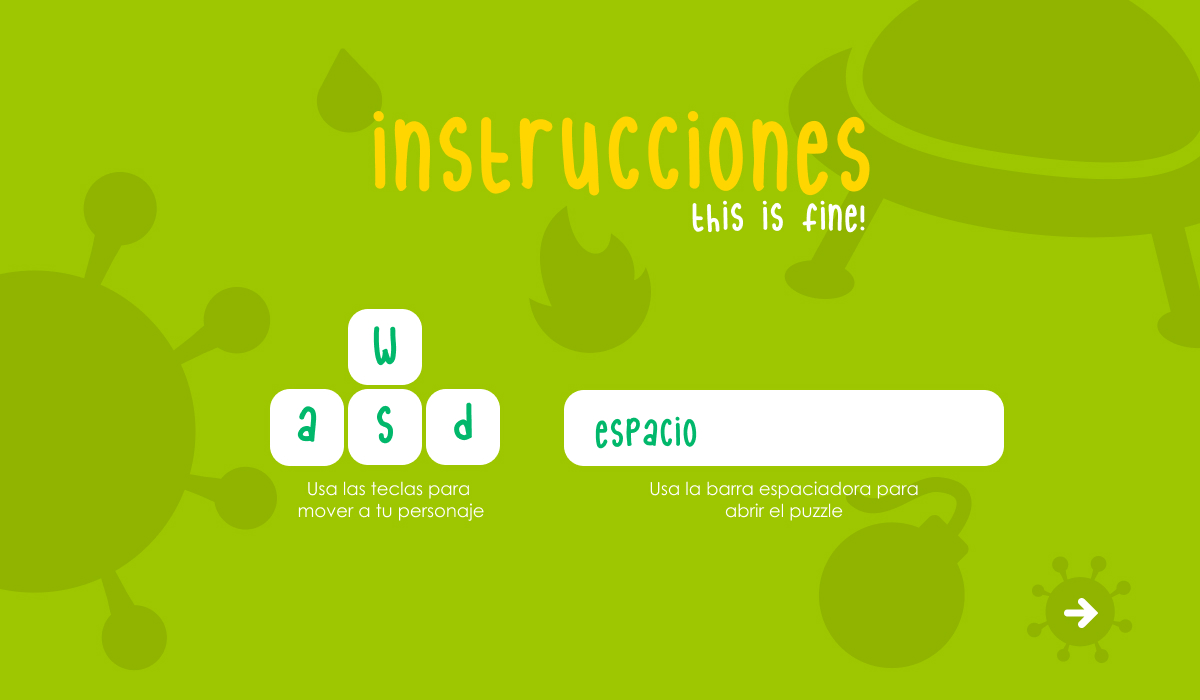 instrucciones
this is fine!
w
a s d
espacio
Usa las teclas para
mover a tu personaje
Usa la barra espaciadora para
abrir el puzzle